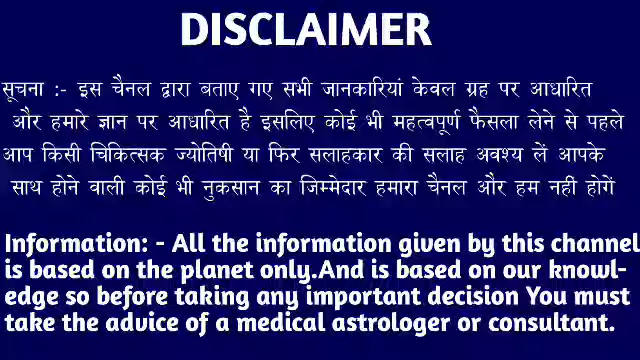 DISCLAIMER
सूचना :- इस चैनल द्वारा बताए गए सभी जानकारियां केवल ग्रह पर आधारित
और हमारे ज्ञान पर आधारित है इसलिए कोई भी महत्वपूर्ण फैसला लेने से पहले
आप किसी चिकित्सक ज्योतिषी या फिर सलाहकार की सलाह अवश्य लें आपके
साथ होने वाली कोई भी नुकसान का जिम्मेदार हमारा चैनल और हम नहीं होगें
Information: - All the information given by this channel
is based on the planet only.And is based on our knowl-
edge so before taking any important decision You must
take the advice of a medical astrologer or consultant.